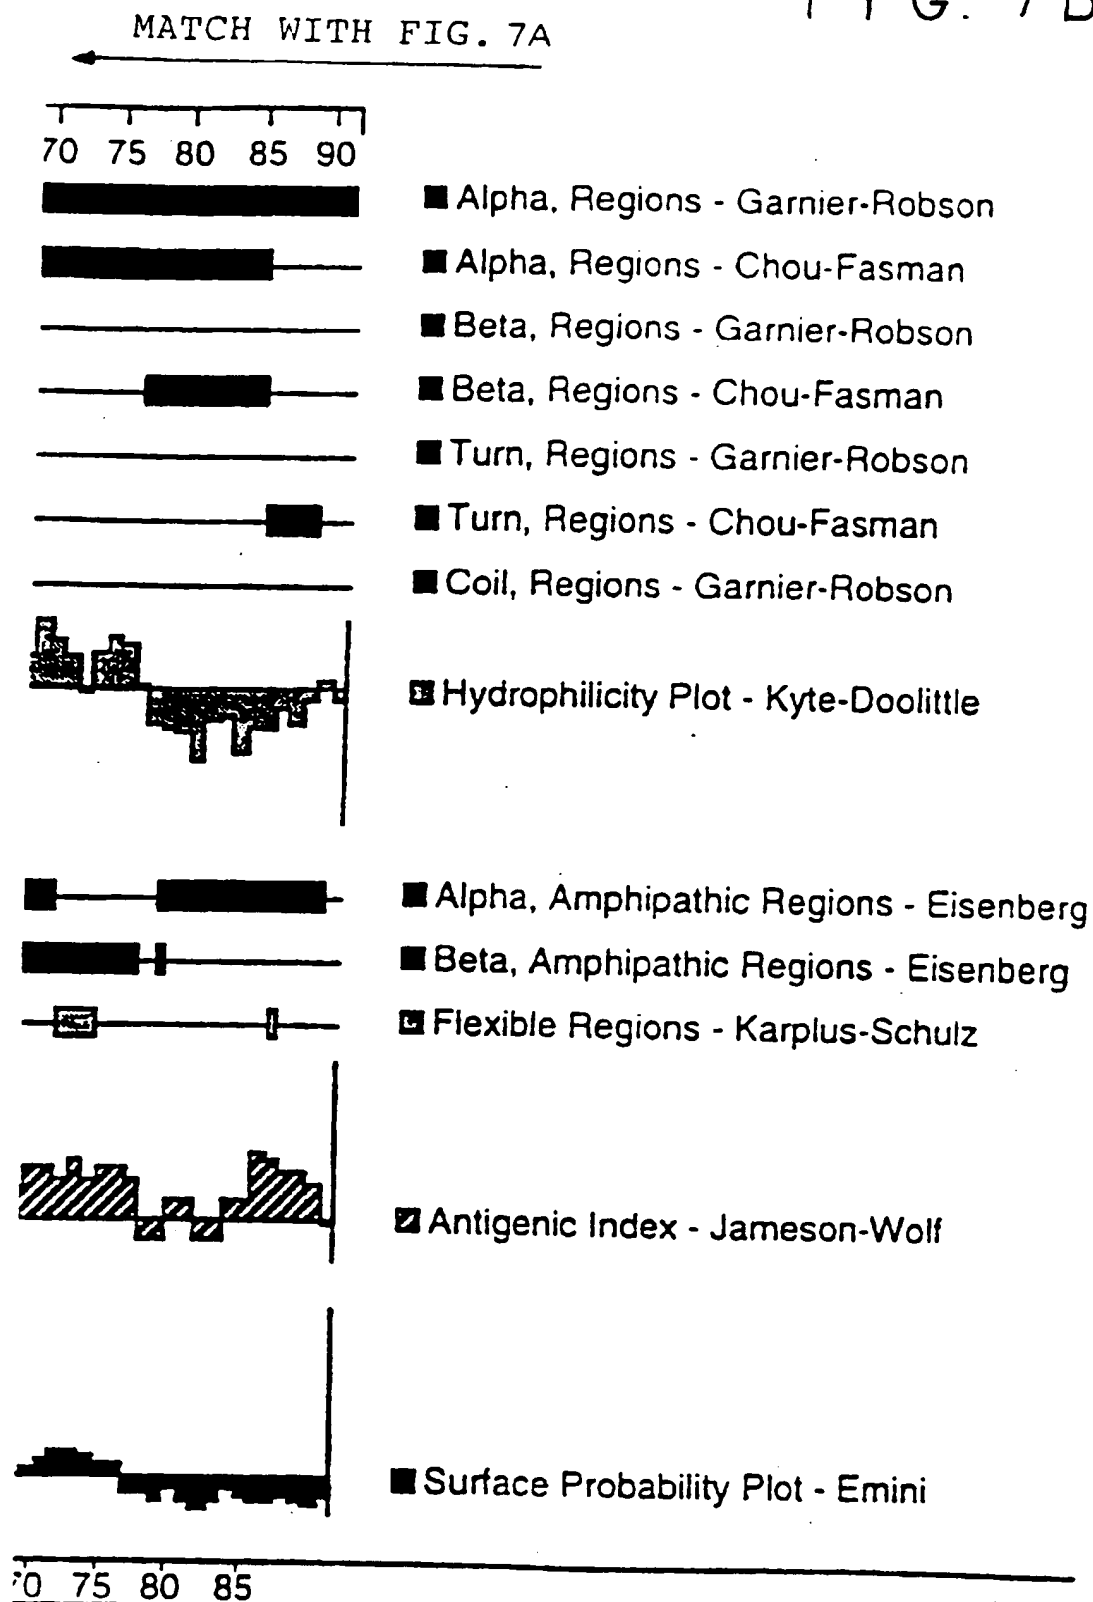 FIG. 7B
MATCH WITH FIG. 7A
70 75 80 85 90
Alpha, Regions - Garnier-Robson
Alpha, Regions - Chou-Fasman
Beta, Regions - Garnier-Robson
Beta, Regions - Chou-Fasman
Turn, Regions - Garnier-Robson
Turn, Regions - Chou-Fasman
Coil, Regions - Garnier-Robson
Hydrophilicity Plot - Kyte-Doolittle
Alpha, Amphipathic Regions - Eisenberg
Beta, Amphipathic Regions - Eisenberg
Flexible Regions - Karplus-Schulz
Antigenic Index - Jameson-Wolf
Surface Probability Plot - Emini
70 75 80 85